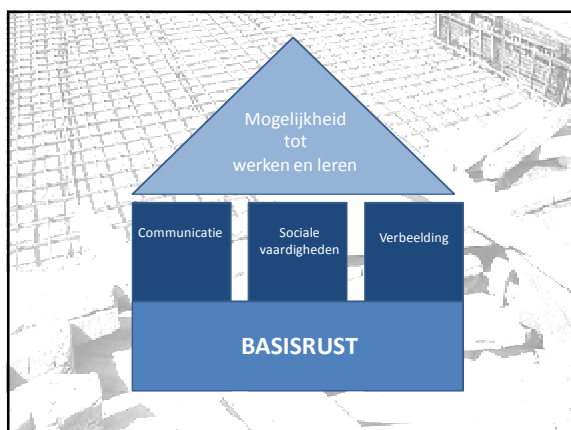 Mogelijkheid
tot
werken en leren
Communicatie
Sociale
vaardigheden
Verbeelding
BASISRUST